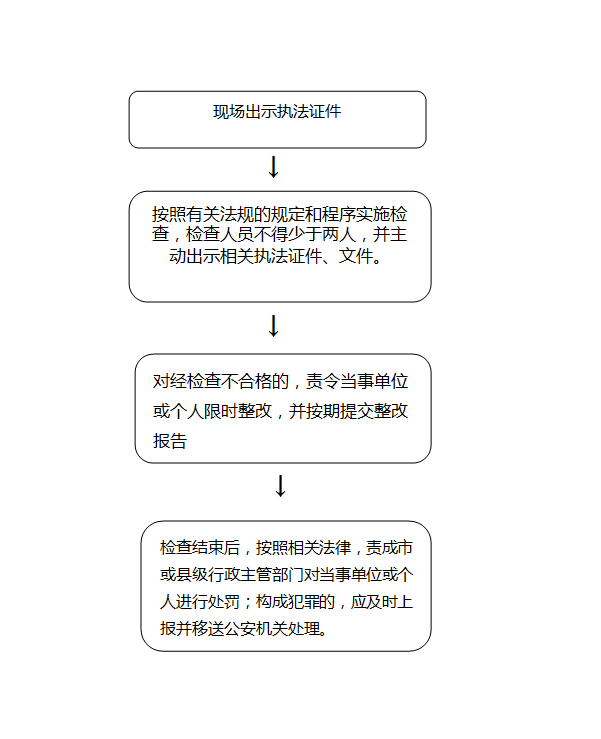 现场出示执法证件
↓
按照有关法规的规定和程序实施检
查，检查人员不得少于两人，并主
动出示相关执法证件、文件。
↓
对经检查不合格的，责令当事单位
或个人限时整改，并按期提交整改
报告
↓
检查结束后，按照相关法律，责成市
或县级行政主管部门对当事单位或个
人进行处罚；构成犯罪的，应及时上
报并移送公安机关处理。